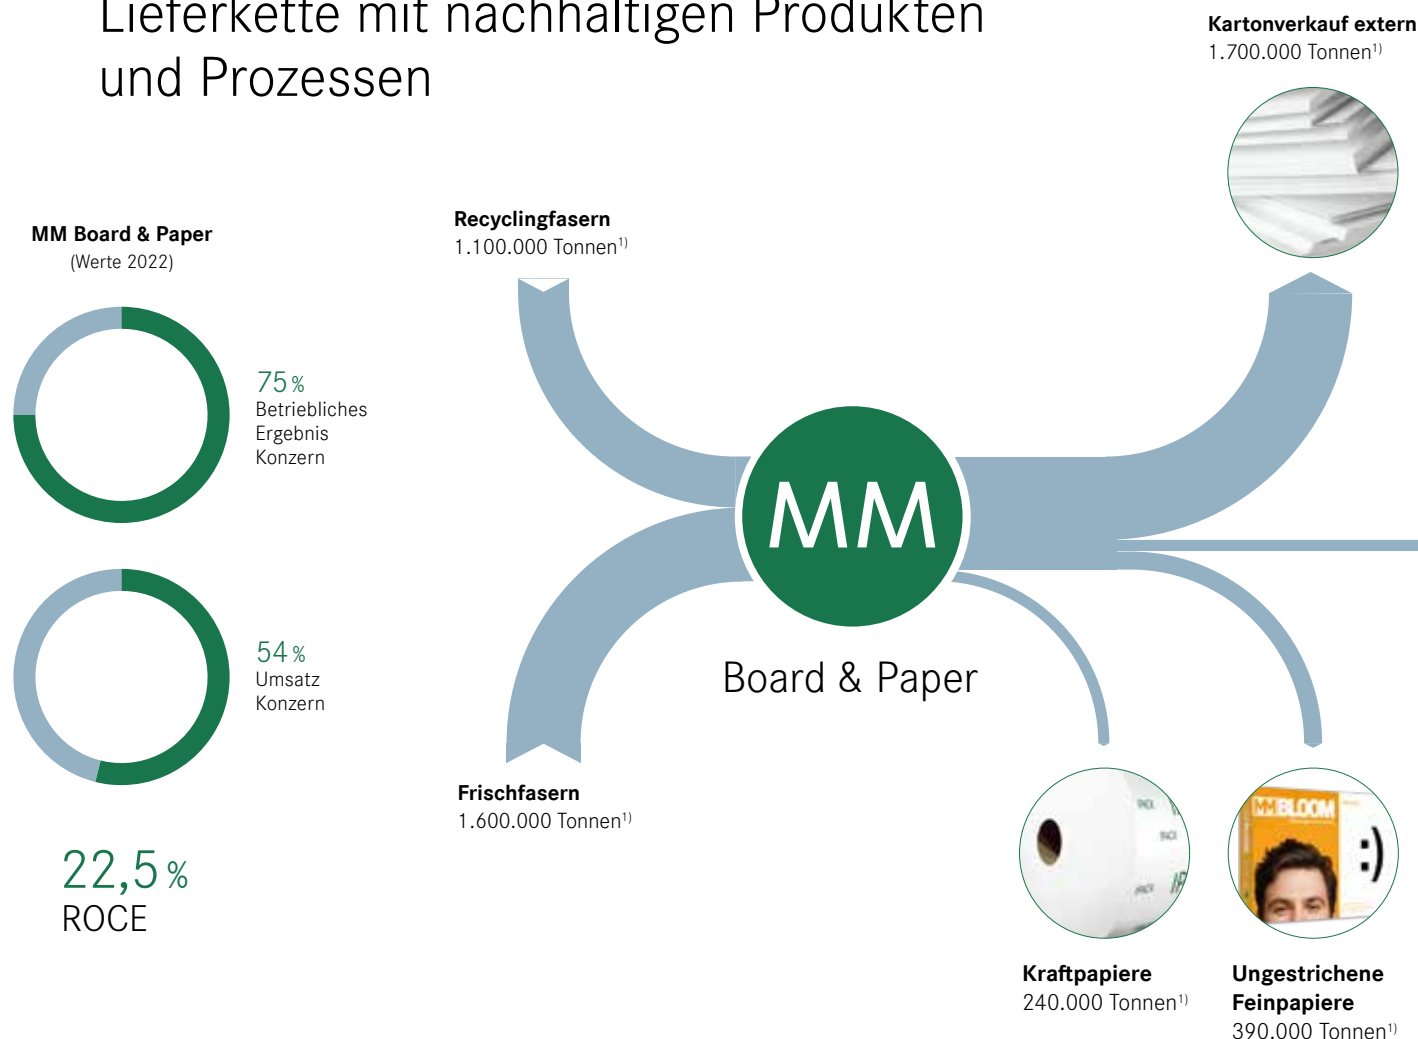 Lieferkette mit nachhaltigen Produkten
und Prozessen
Kartonverkauf extern
1.700.000 Tonnen¹⁾
MM Board & Paper
(Werte 2022)
75 %
Betriebliches
Ergebnis
Konzern
54 %
Umsatz
Konzern
22,5 %
ROCE
Recyclingfasern
1.100.000 Tonnen¹⁾
MM
Board & Paper
Frischfasern
1.600.000 Tonnen¹⁾
MMBLOOM
:)
Kraftpapiere
240.000 Tonnen¹⁾
Ungestrichene
Feinpapiere
390.000 Tonnen¹⁾